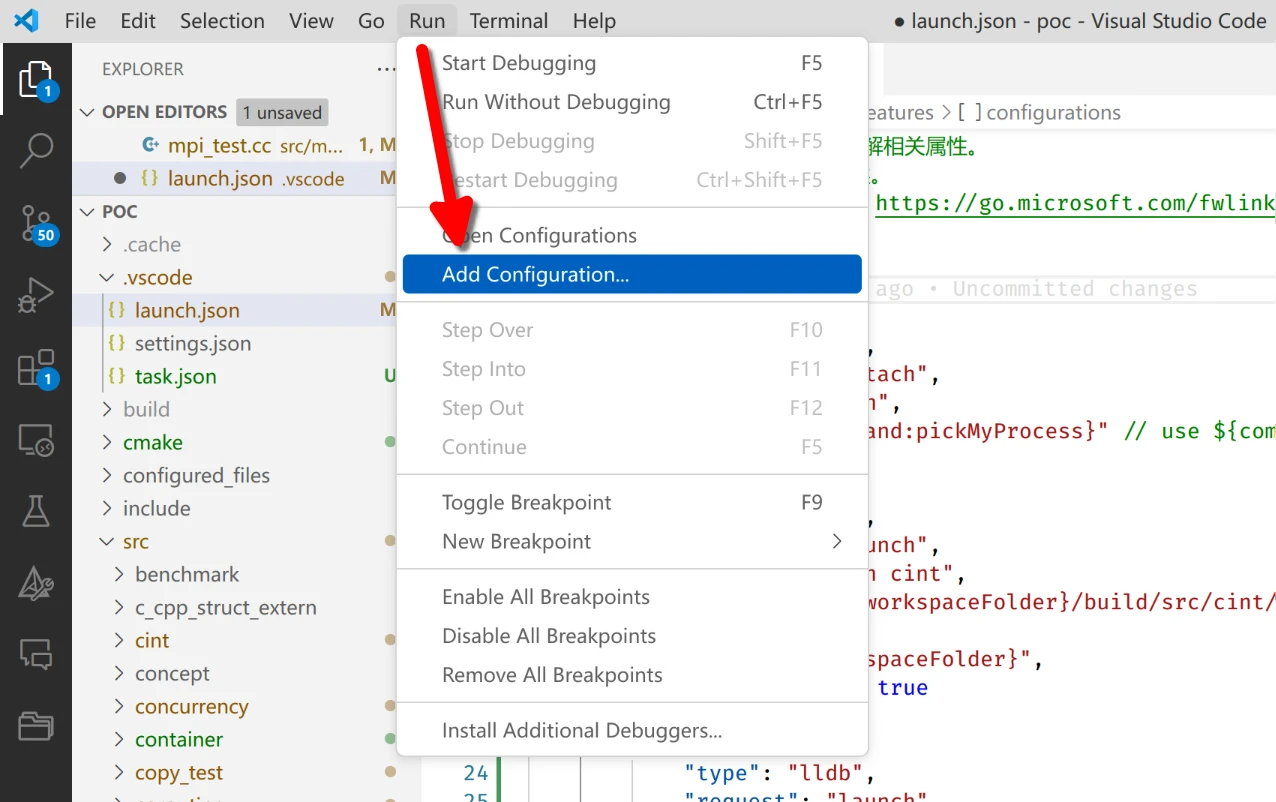 File Edit Selection View Go Run Terminal Help ● launch.json - poc - Visual Studio Code
EXPLORER ...
OPEN EDITORS 1 unsaved
mpi_test.cc src/m... 1, M
launch.json .vscode M
POC
.cache
.vscode
launch.json M
settings.json
task.json U
build
cmake
configured_files
include
src
benchmark
c_cpp_struct_extern
cint
concept
concurrency
container
copy_test
1
50
1
Start Debugging F5
Run Without Debugging Ctrl+F5
Stop Debugging Shift+F5
Restart Debugging Ctrl+Shift+F5
Open Configurations
Add Configuration...
Step Over F10
Step Into F11
Step Out F12
Continue F5
Toggle Breakpoint F9
New Breakpoint
Enable All Breakpoints
Disable All Breakpoints
Remove All Breakpoints
Install Additional Debuggers...
eatures > [ ] configurations
解相关属性。
。
https://go.microsoft.com/fwlink
ago • Uncommitted changes
,
tach",
n",
and:pickMyProcess}" // use ${com
,
unch",
n cint",
workspaceFolder}/build/src/cint/
spaceFolder}",
true
24 "type": "lldb",
25 "request": "launch"